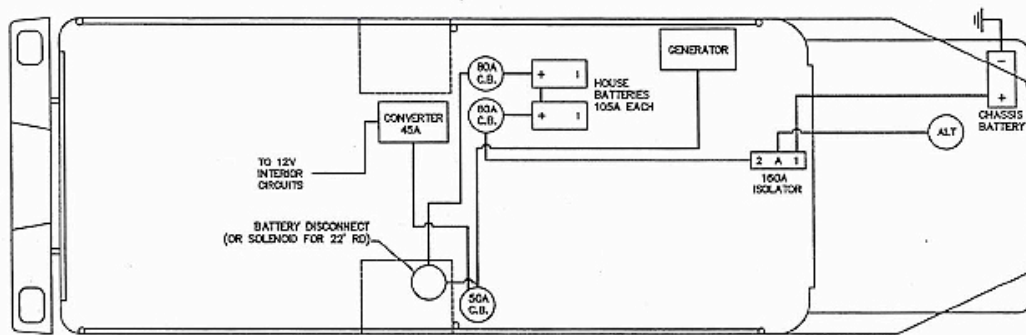 GENERATOR
80A
C.B.
+ I
HOUSE
BATTERIES
105A EACH
80A
C.B.
+ I
-
+
CHASSIS
BATTERY
ALT
CONVERTER
45A
2 A 1
160A
ISOLATOR
TO 12V
INTERIOR
CIRCUITS
BATTERY DISCONNECT
(OR SOLENOID FOR 22' RD)
50A
C.B.